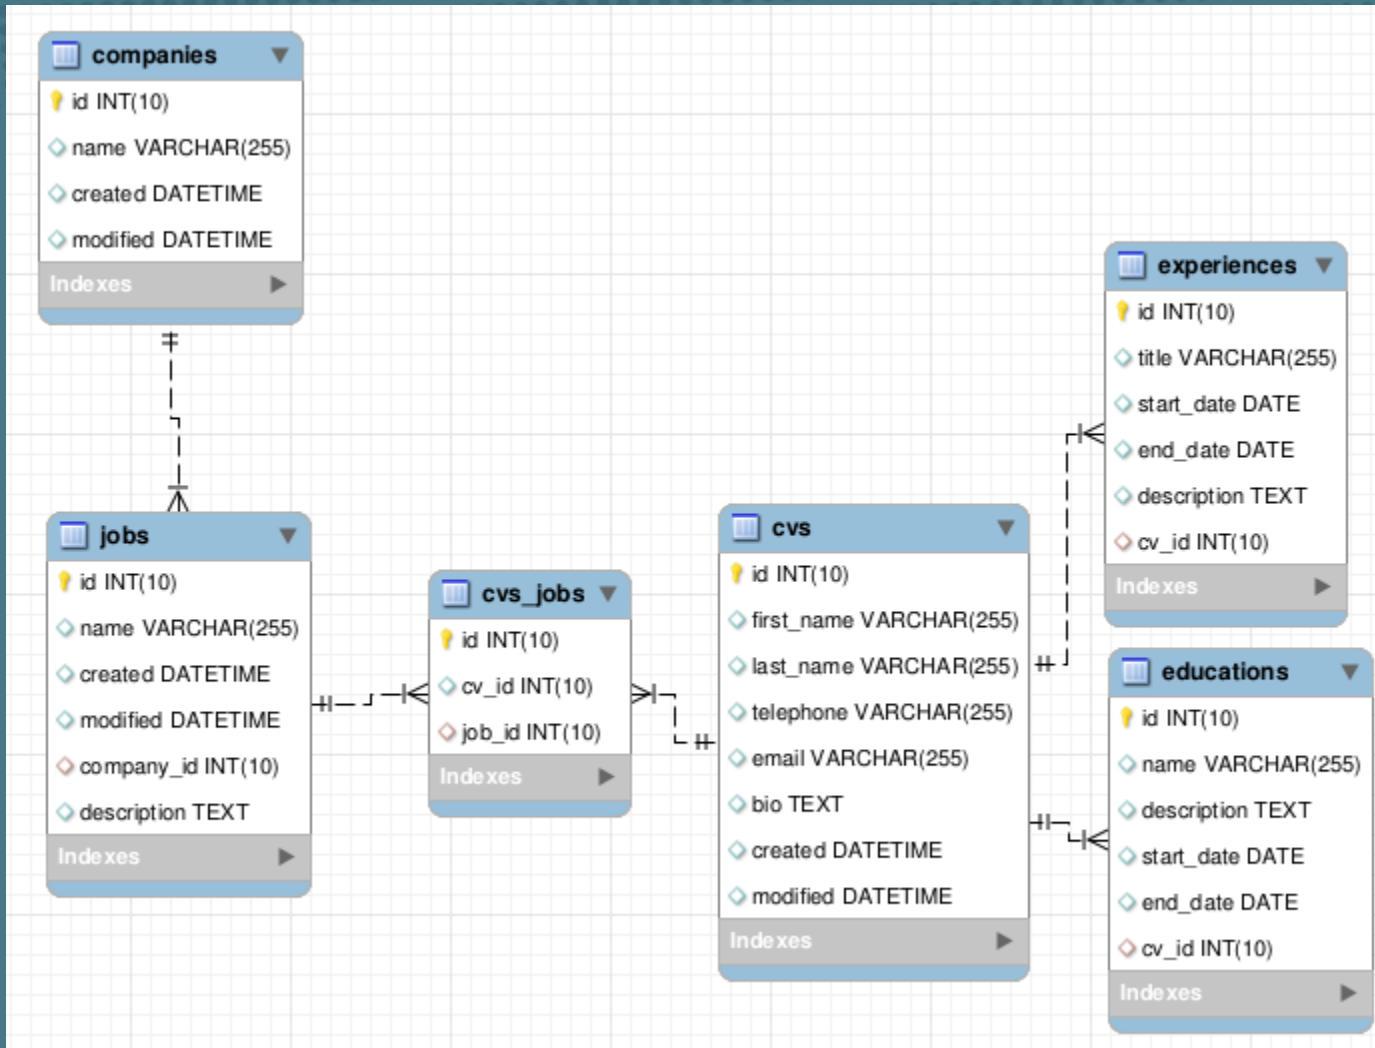 companies
id INT(10)
name VARCHAR(255)
created DATETIME
modified DATETIME
Indexes
jobs
id INT(10)
name VARCHAR(255)
created DATETIME
modified DATETIME
company_id INT(10)
description TEXT
Indexes
cvs_jobs
id INT(10)
cv_id INT(10)
job_id INT(10)
Indexes
cvs
id INT(10)
first_name VARCHAR(255)
last_name VARCHAR(255)
telephone VARCHAR(255)
email VARCHAR(255)
bio TEXT
created DATETIME
modified DATETIME
Indexes
experiences
id INT(10)
title VARCHAR(255)
start_date DATE
end_date DATE
description TEXT
cv_id INT(10)
Indexes
educations
id INT(10)
name VARCHAR(255)
description TEXT
start_date DATE
end_date DATE
cv_id INT(10)
Indexes